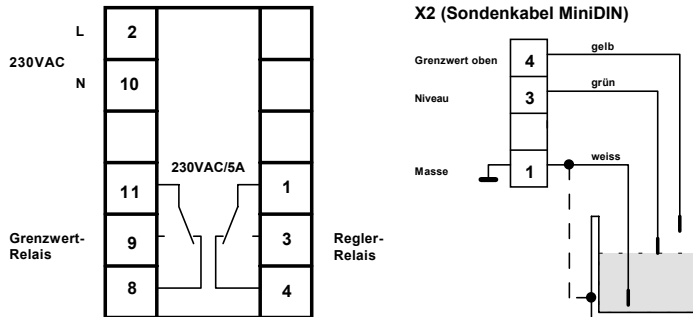 L
2
230VAC
N
10
230VAC/5A
11
1
Grenzwert-
Relais
9
3
Regler-
Relais
8
4
X2 (Sondenkabel MiniDIN)
Grenzwert oben
4
gelb
Niveau
3
grün
Masse
1
weiss